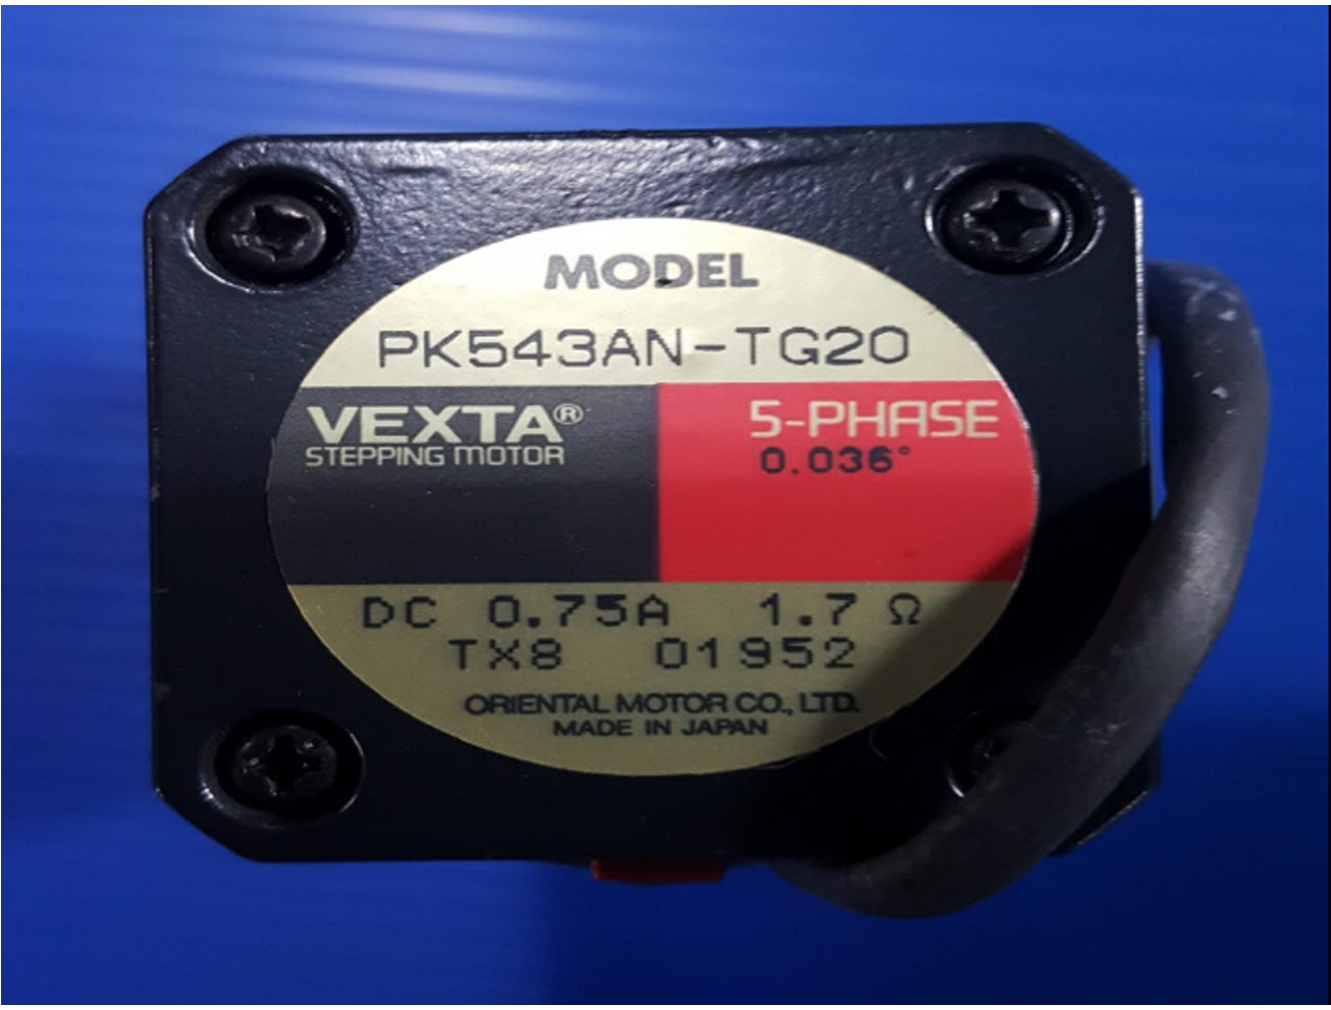 MODEL
PK543AN-TG20
VEXTA®
STEPPING MOTOR
5-PHASE
0.036°
DC 0.75A 1.7 Ω
TX8 01952
ORIENTAL MOTOR CO., LTD.
MADE IN JAPAN